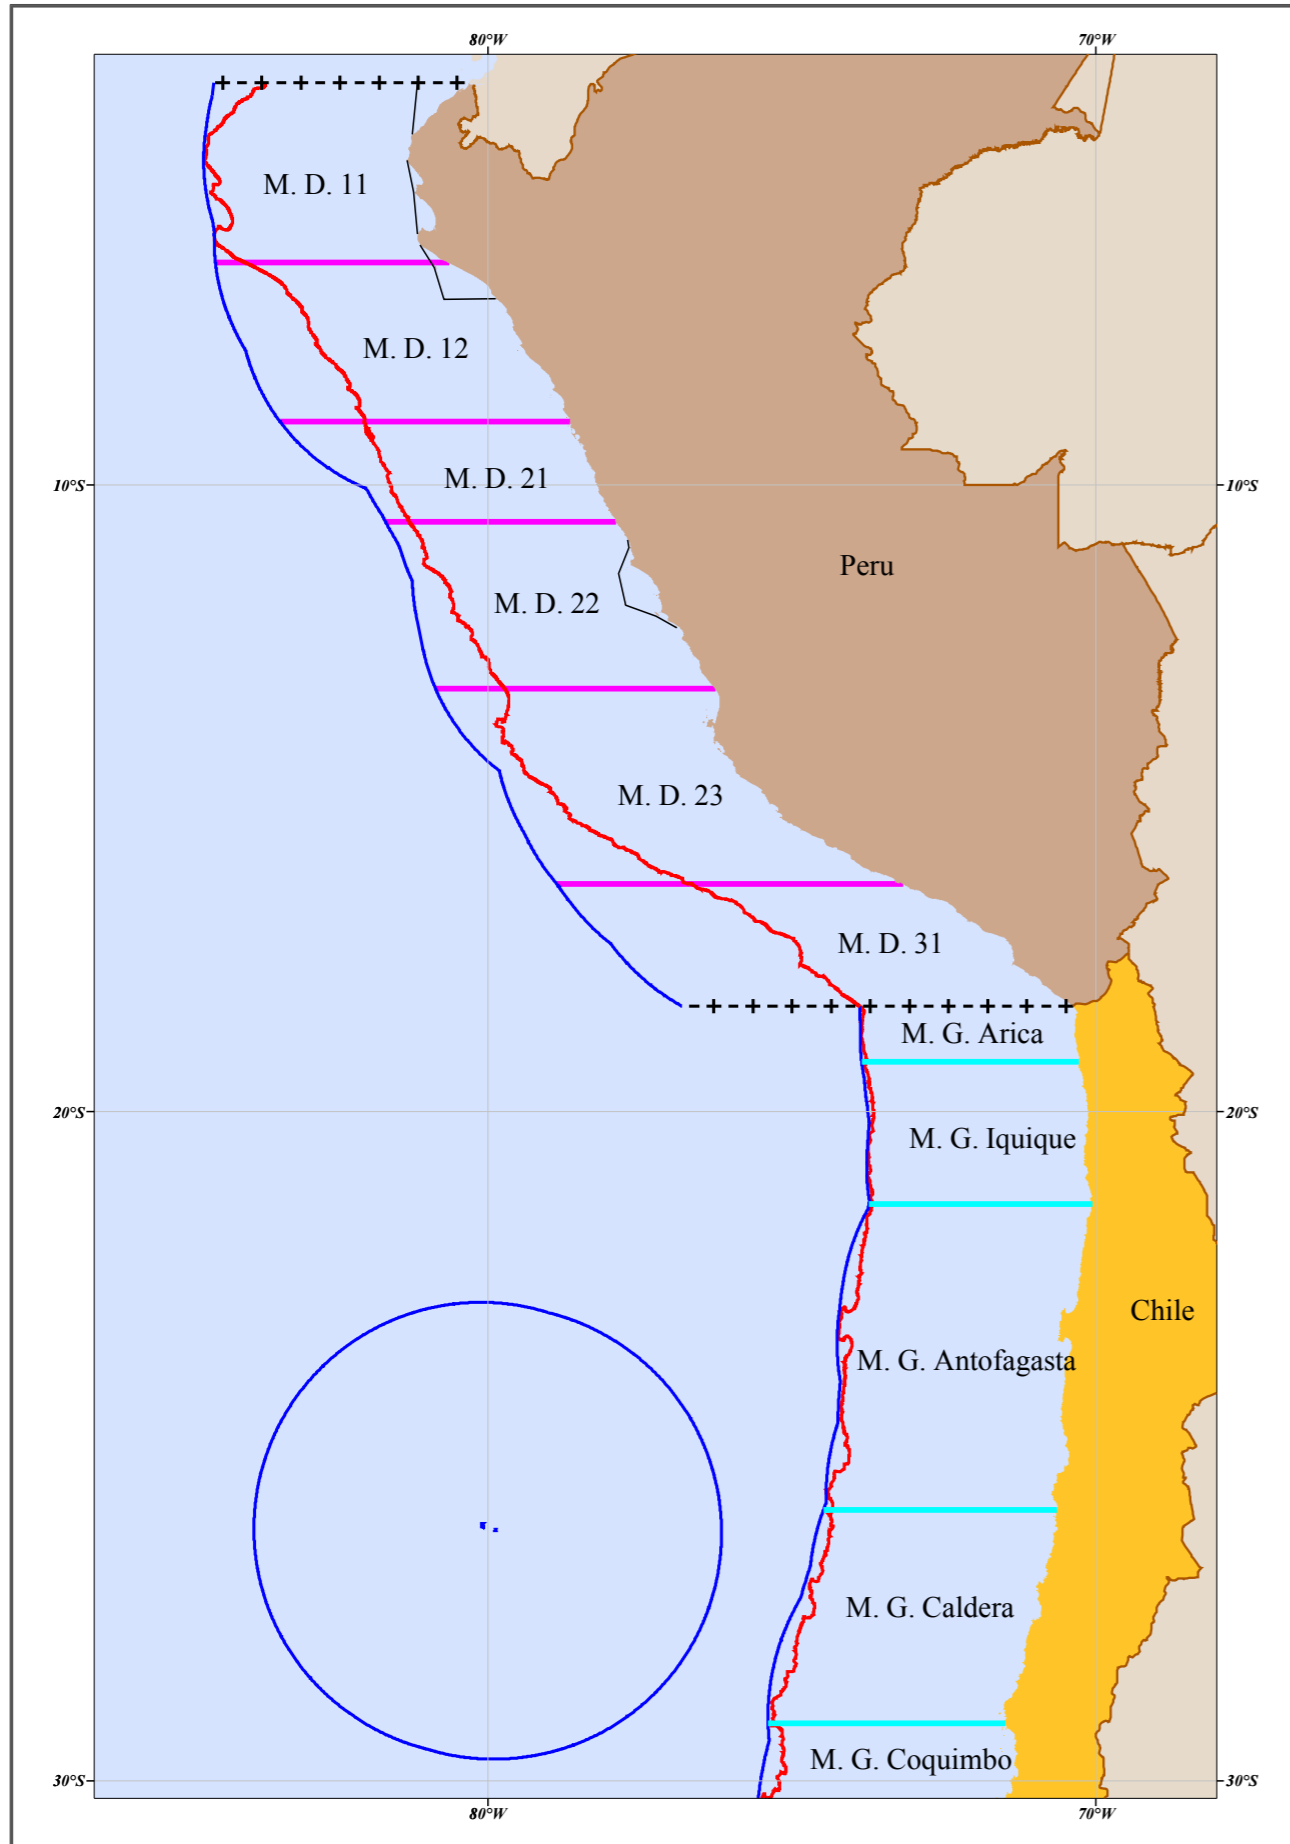 80°W 70°W
M. D. 11
M. D. 12
M. D. 21
10°S 10°S
Peru
M. D. 22
M. D. 23
M. D. 31
M. G. Arica
20°S 20°S
M. G. Iquique
Chile
M. G. Antofagasta
M. G. Caldera
M. G. Coquimbo
30°S 30°S
80°W 70°W